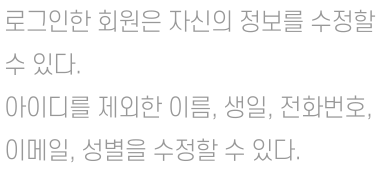 로그인한 회원은 자신의 정보를 수정할
수 있다.
아이디를 제외한 이름, 생일, 전화번호,
이메일, 성별을 수정할 수 있다.